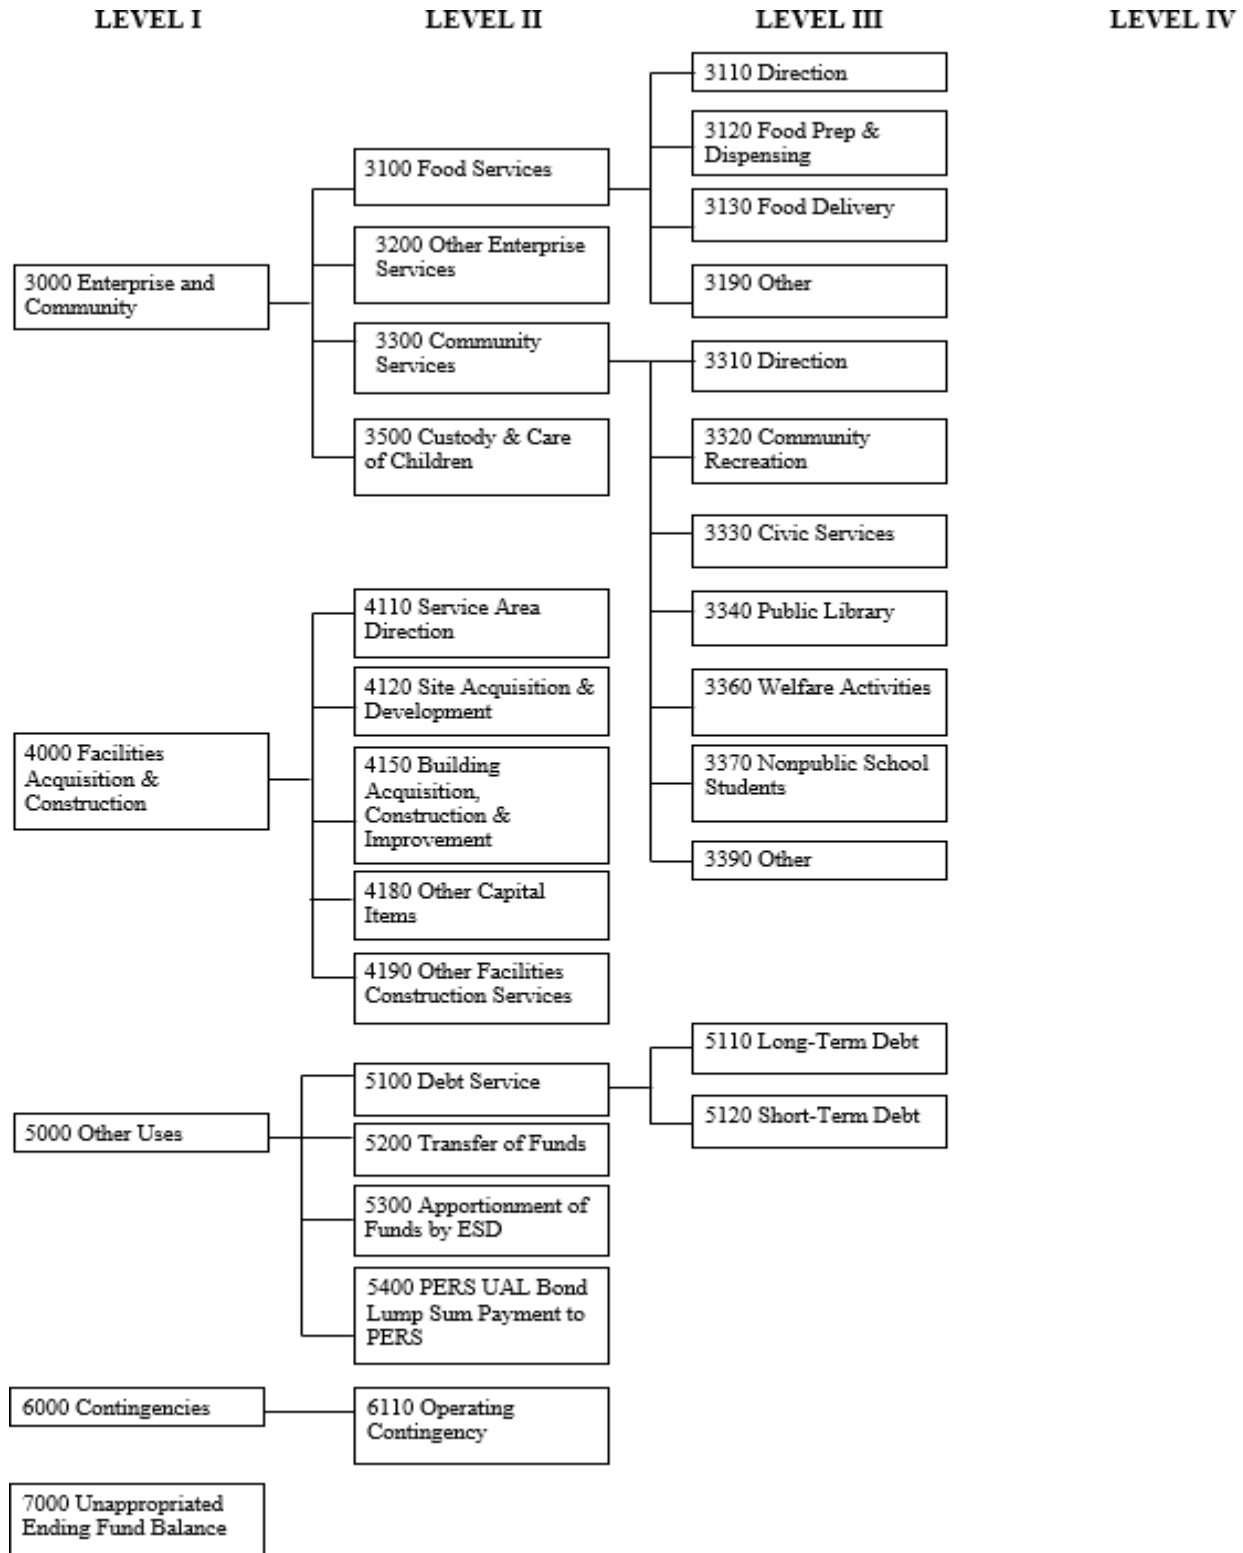 LEVEL I
LEVEL II
LEVEL III
LEVEL IV
3000 Enterprise and
Community
3100 Food Services
3200 Other Enterprise
Services
3300 Community
Services
3500 Custody & Care
of Children
3110 Direction
3120 Food Prep &
Dispensing
3130 Food Delivery
3190 Other
3310 Direction
3320 Community
Recreation
3330 Civic Services
3340 Public Library
3360 Welfare Activities
3370 Nonpublic School
Students
3390 Other
4000 Facilities
Acquisition &
Construction
4110 Service Area
Direction
4120 Site Acquisition &
Development
4150 Building
Acquisition,
Construction &
Improvement
4180 Other Capital
Items
4190 Other Facilities
Construction Services
5000 Other Uses
5100 Debt Service
5200 Transfer of Funds
5300 Apportionment of
Funds by ESD
5400 PERS UAL Bond
Lump Sum Payment to
PERS
5110 Long-Term Debt
5120 Short-Term Debt
6000 Contingencies
6110 Operating
Contingency
7000 Unappropriated
Ending Fund Balance